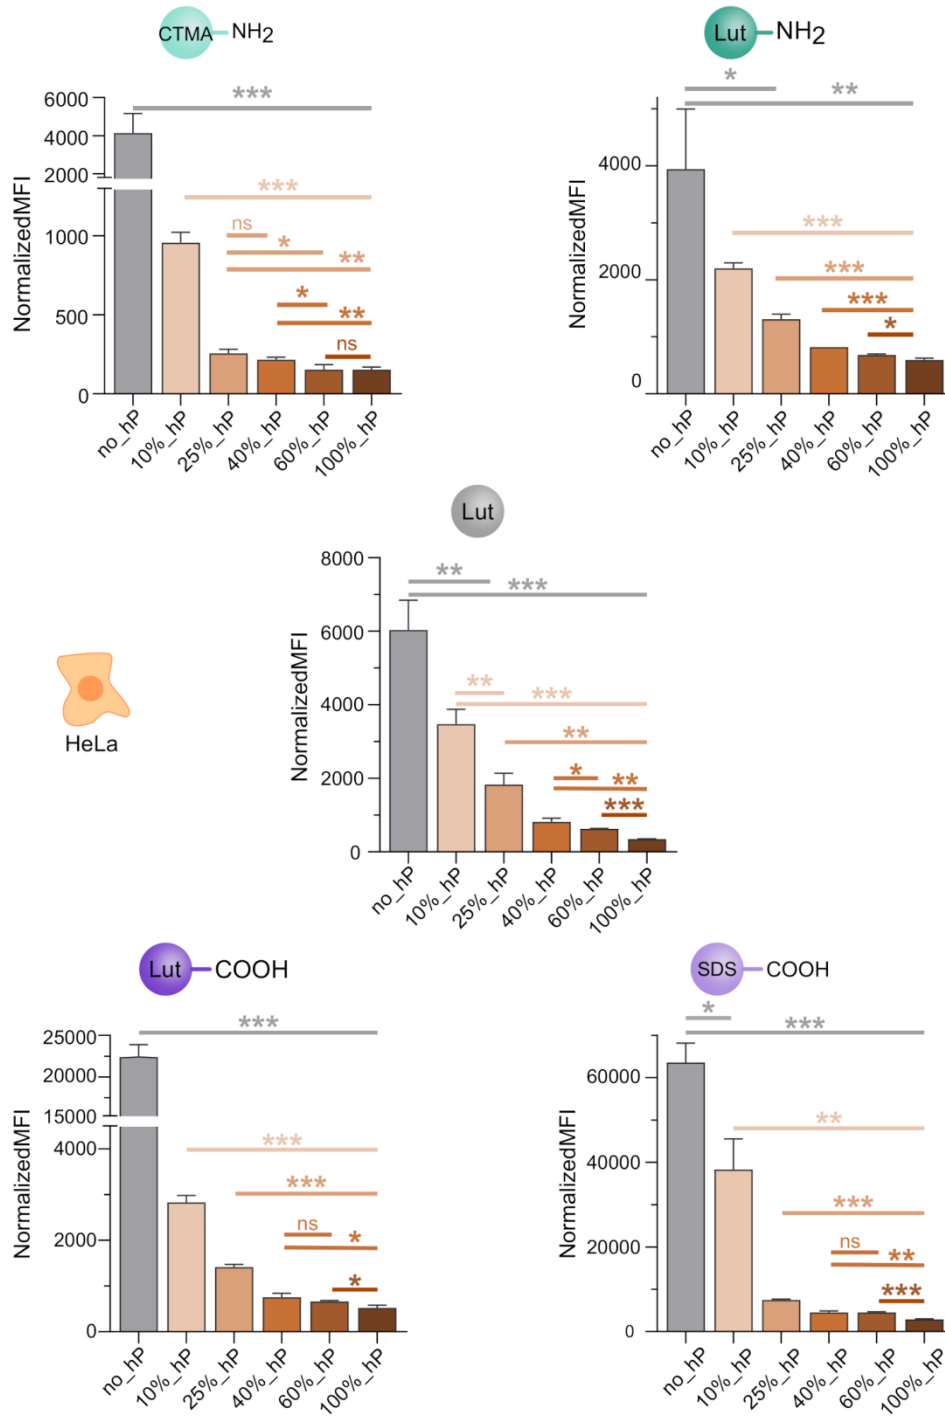 CTMA NH2
6000
4000
2000
1000
500
0
NormalizedMFI
***
***
ns
*
**
*
**
ns
no_hP
10%_hP
25%_hP
40%_hP
60%_hP
100%_hP
Lut NH2
4000
2000
0
NormalizedMFI
*
**
***
***
***
*
no_hP
10%_hP
25%_hP
40%_hP
60%_hP
100%_hP
HeLa
Lut
8000
6000
4000
2000
0
NormalizedMFI
**
***
**
***
**
*
**
***
no_hP
10%_hP
25%_hP
40%_hP
60%_hP
100%_hP
Lut COOH
25000
20000
15000
4000
2000
0
NormalizedMFI
***
***
***
ns
*
*
no_hP
10%_hP
25%_hP
40%_hP
60%_hP
100%_hP
SDS COOH
60000
40000
20000
0
NormalizedMFI
*
***
**
***
ns
**
***
no_hP
10%_hP
25%_hP
40%_hP
60%_hP
100%_hP